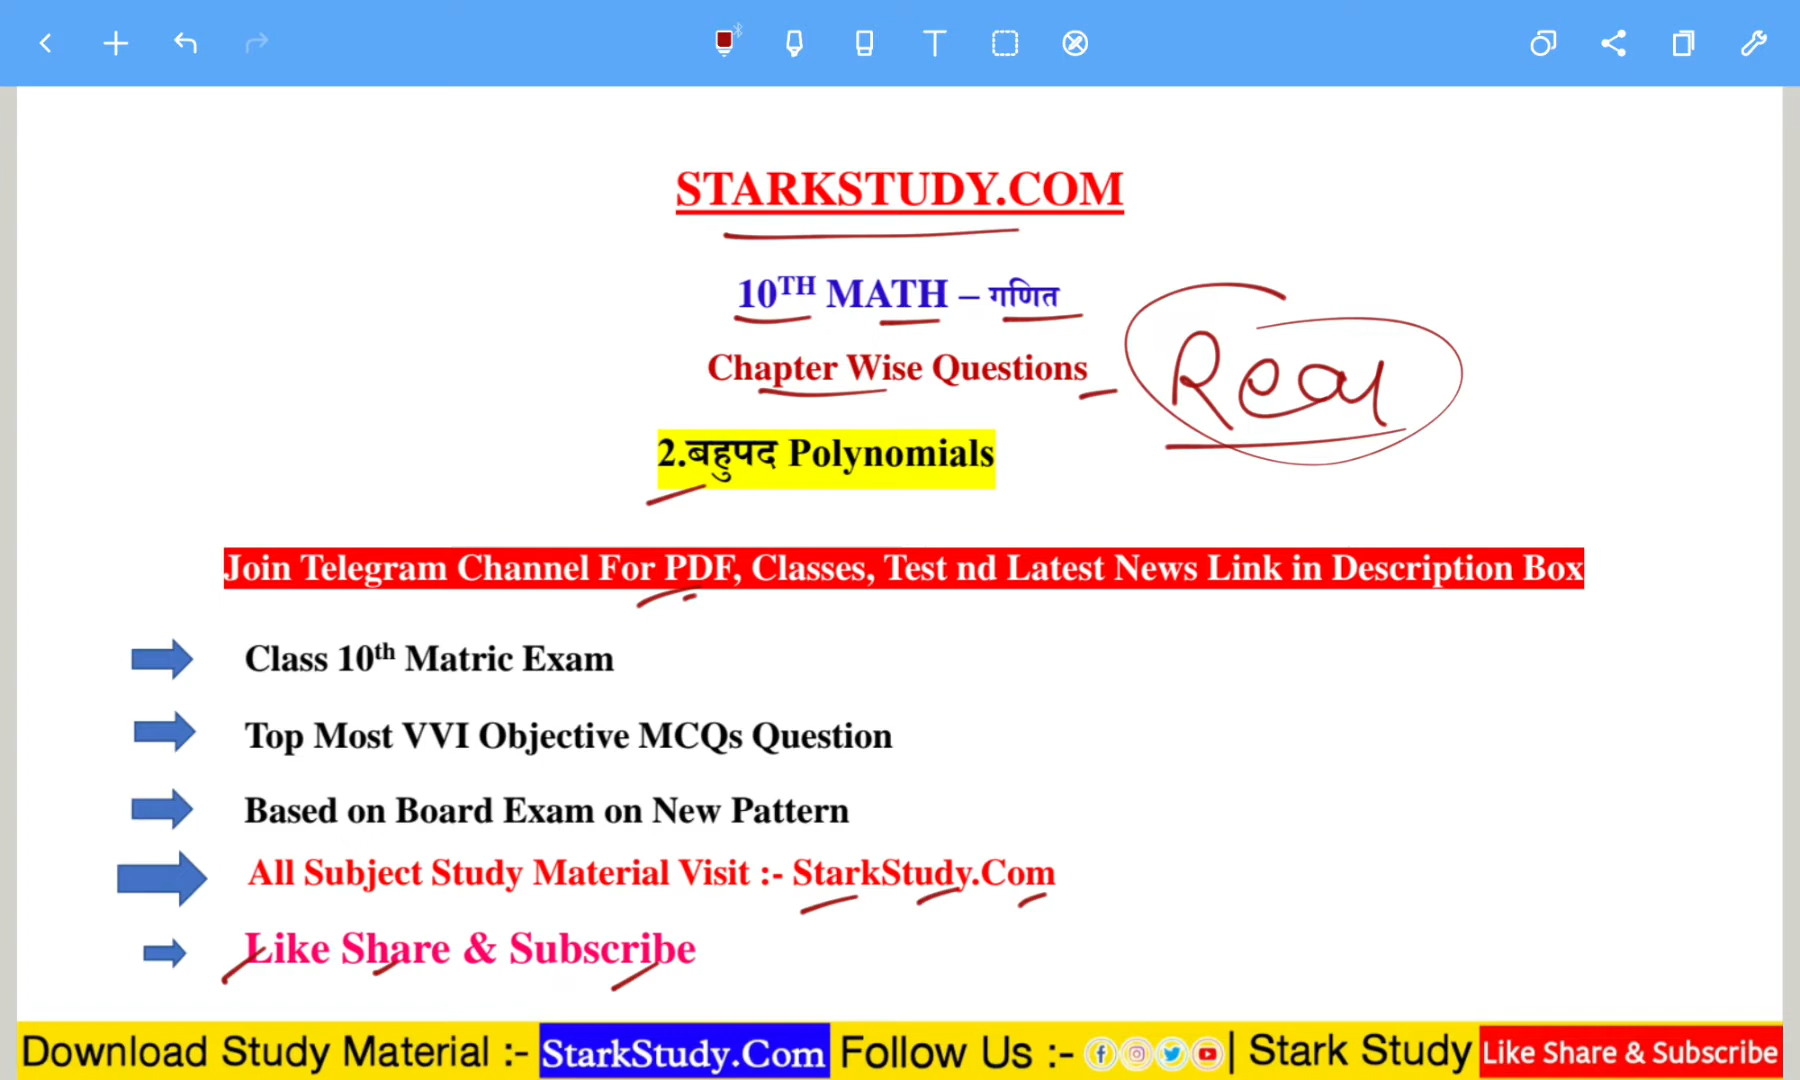 STARKSTUDY.COM
10TH MATH – गणित
Chapter Wise Questions
Real
2.बहुपद Polynomials
Join Telegram Channel For PDF, Classes, Test nd Latest News Link in Description Box
Class 10th Matric Exam
Top Most VVI Objective MCQs Question
Based on Board Exam on New Pattern
All Subject Study Material Visit :- StarkStudy.Com
Like Share & Subscribe
Download Study Material :- StarkStudy.Com Follow Us :- | Stark Study Like Share & Subscribe